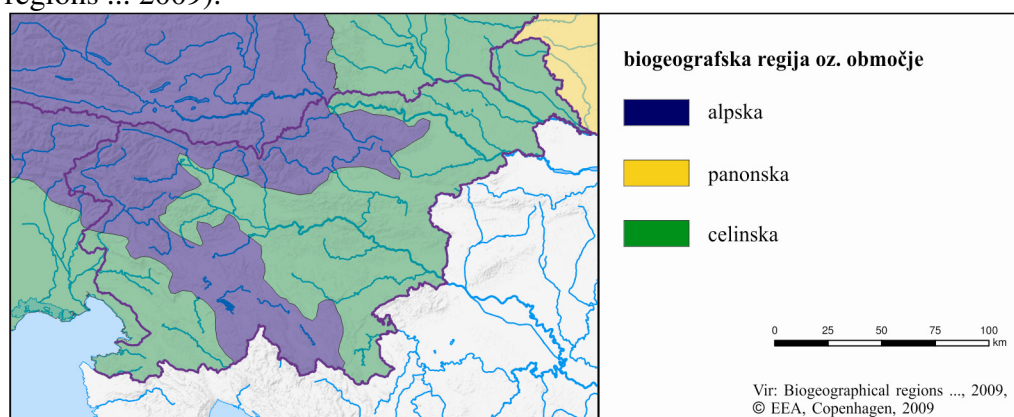 regions ... 2009).
biogeografska regija oz. območje
alpska
panonska
celinska
0 25 50 75 100
km
Vir: Biogeographical regions ..., 2009,
© EEA, Copenhagen, 2009